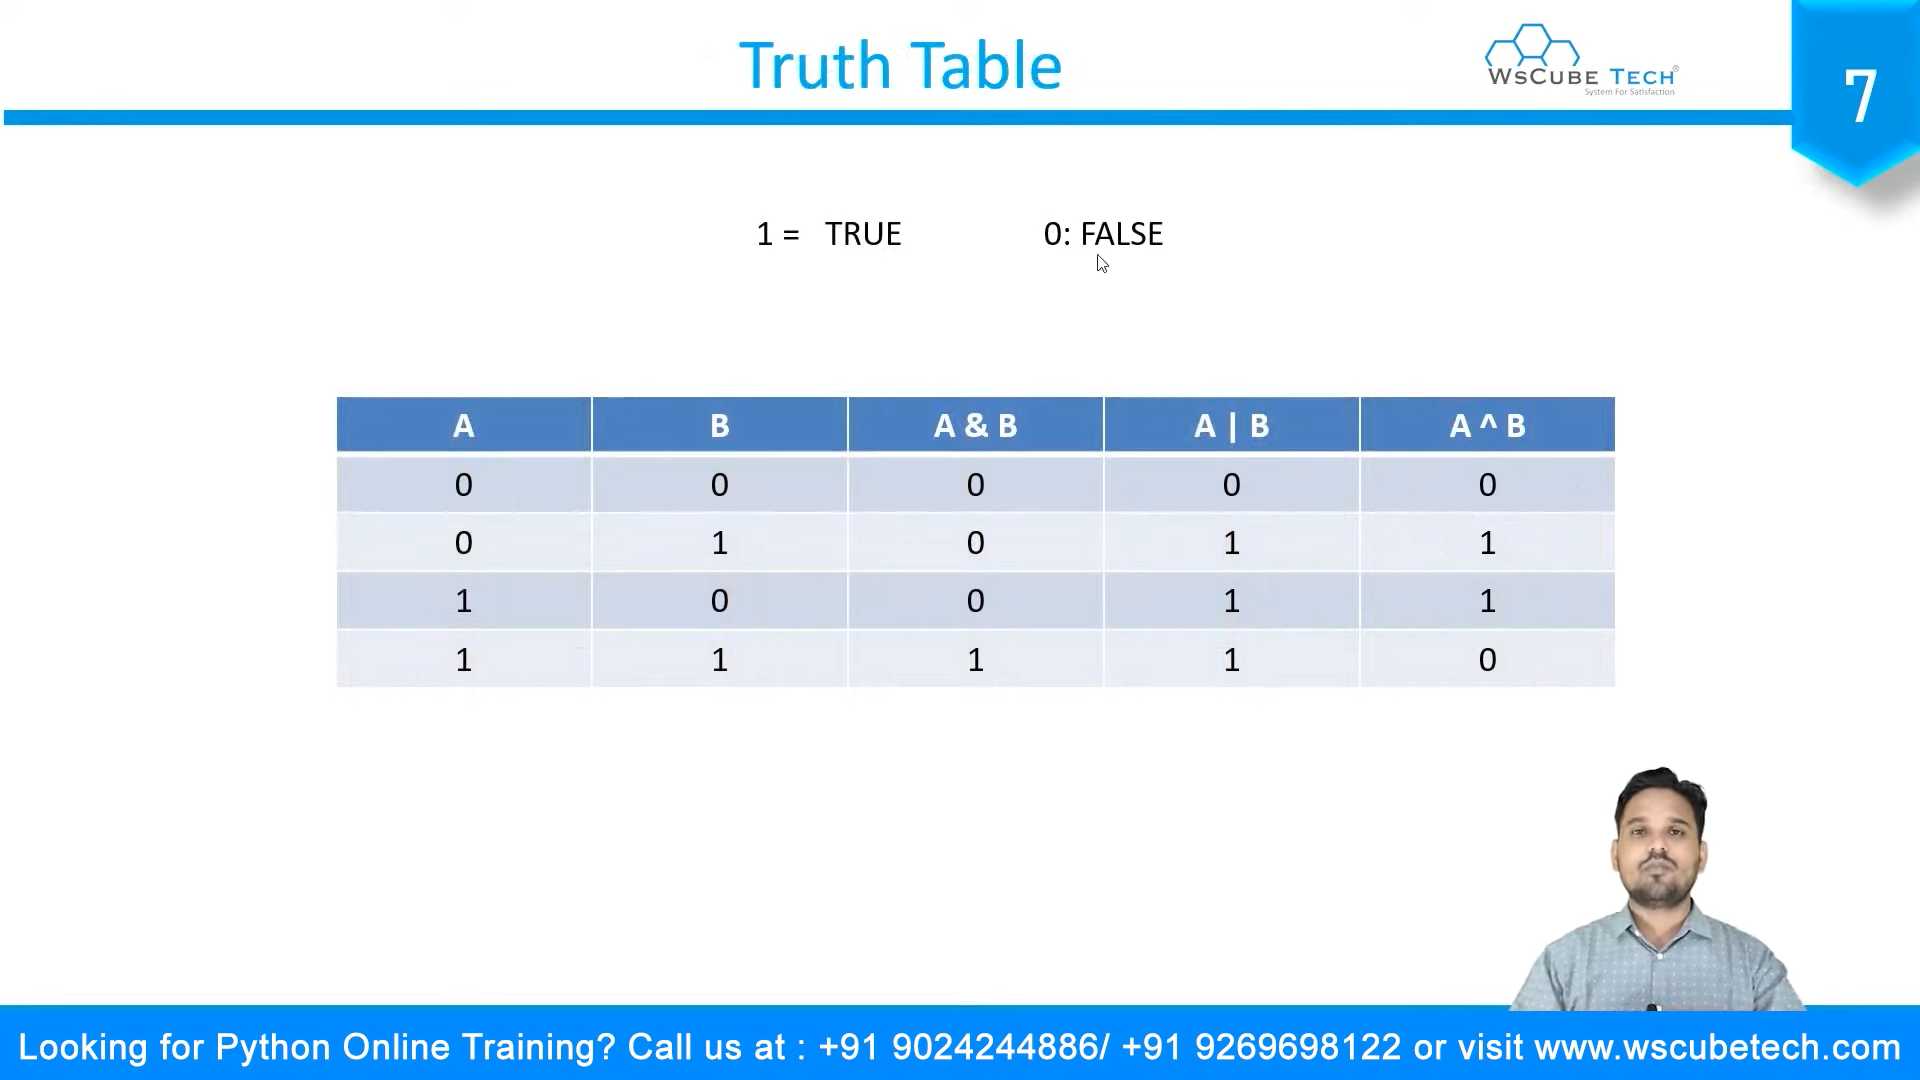 Truth Table
WsCube Tech®
System For Satisfaction
7
1 = TRUE 0: FALSE
A B A & B A | B A ^ B
0 0 0 0 0
0 1 0 1 1
1 0 0 1 1
1 1 1 1 0
Looking for Python Online Training? Call us at : +91 9024244886/ +91 9269698122 or visit www.wscubetech.com